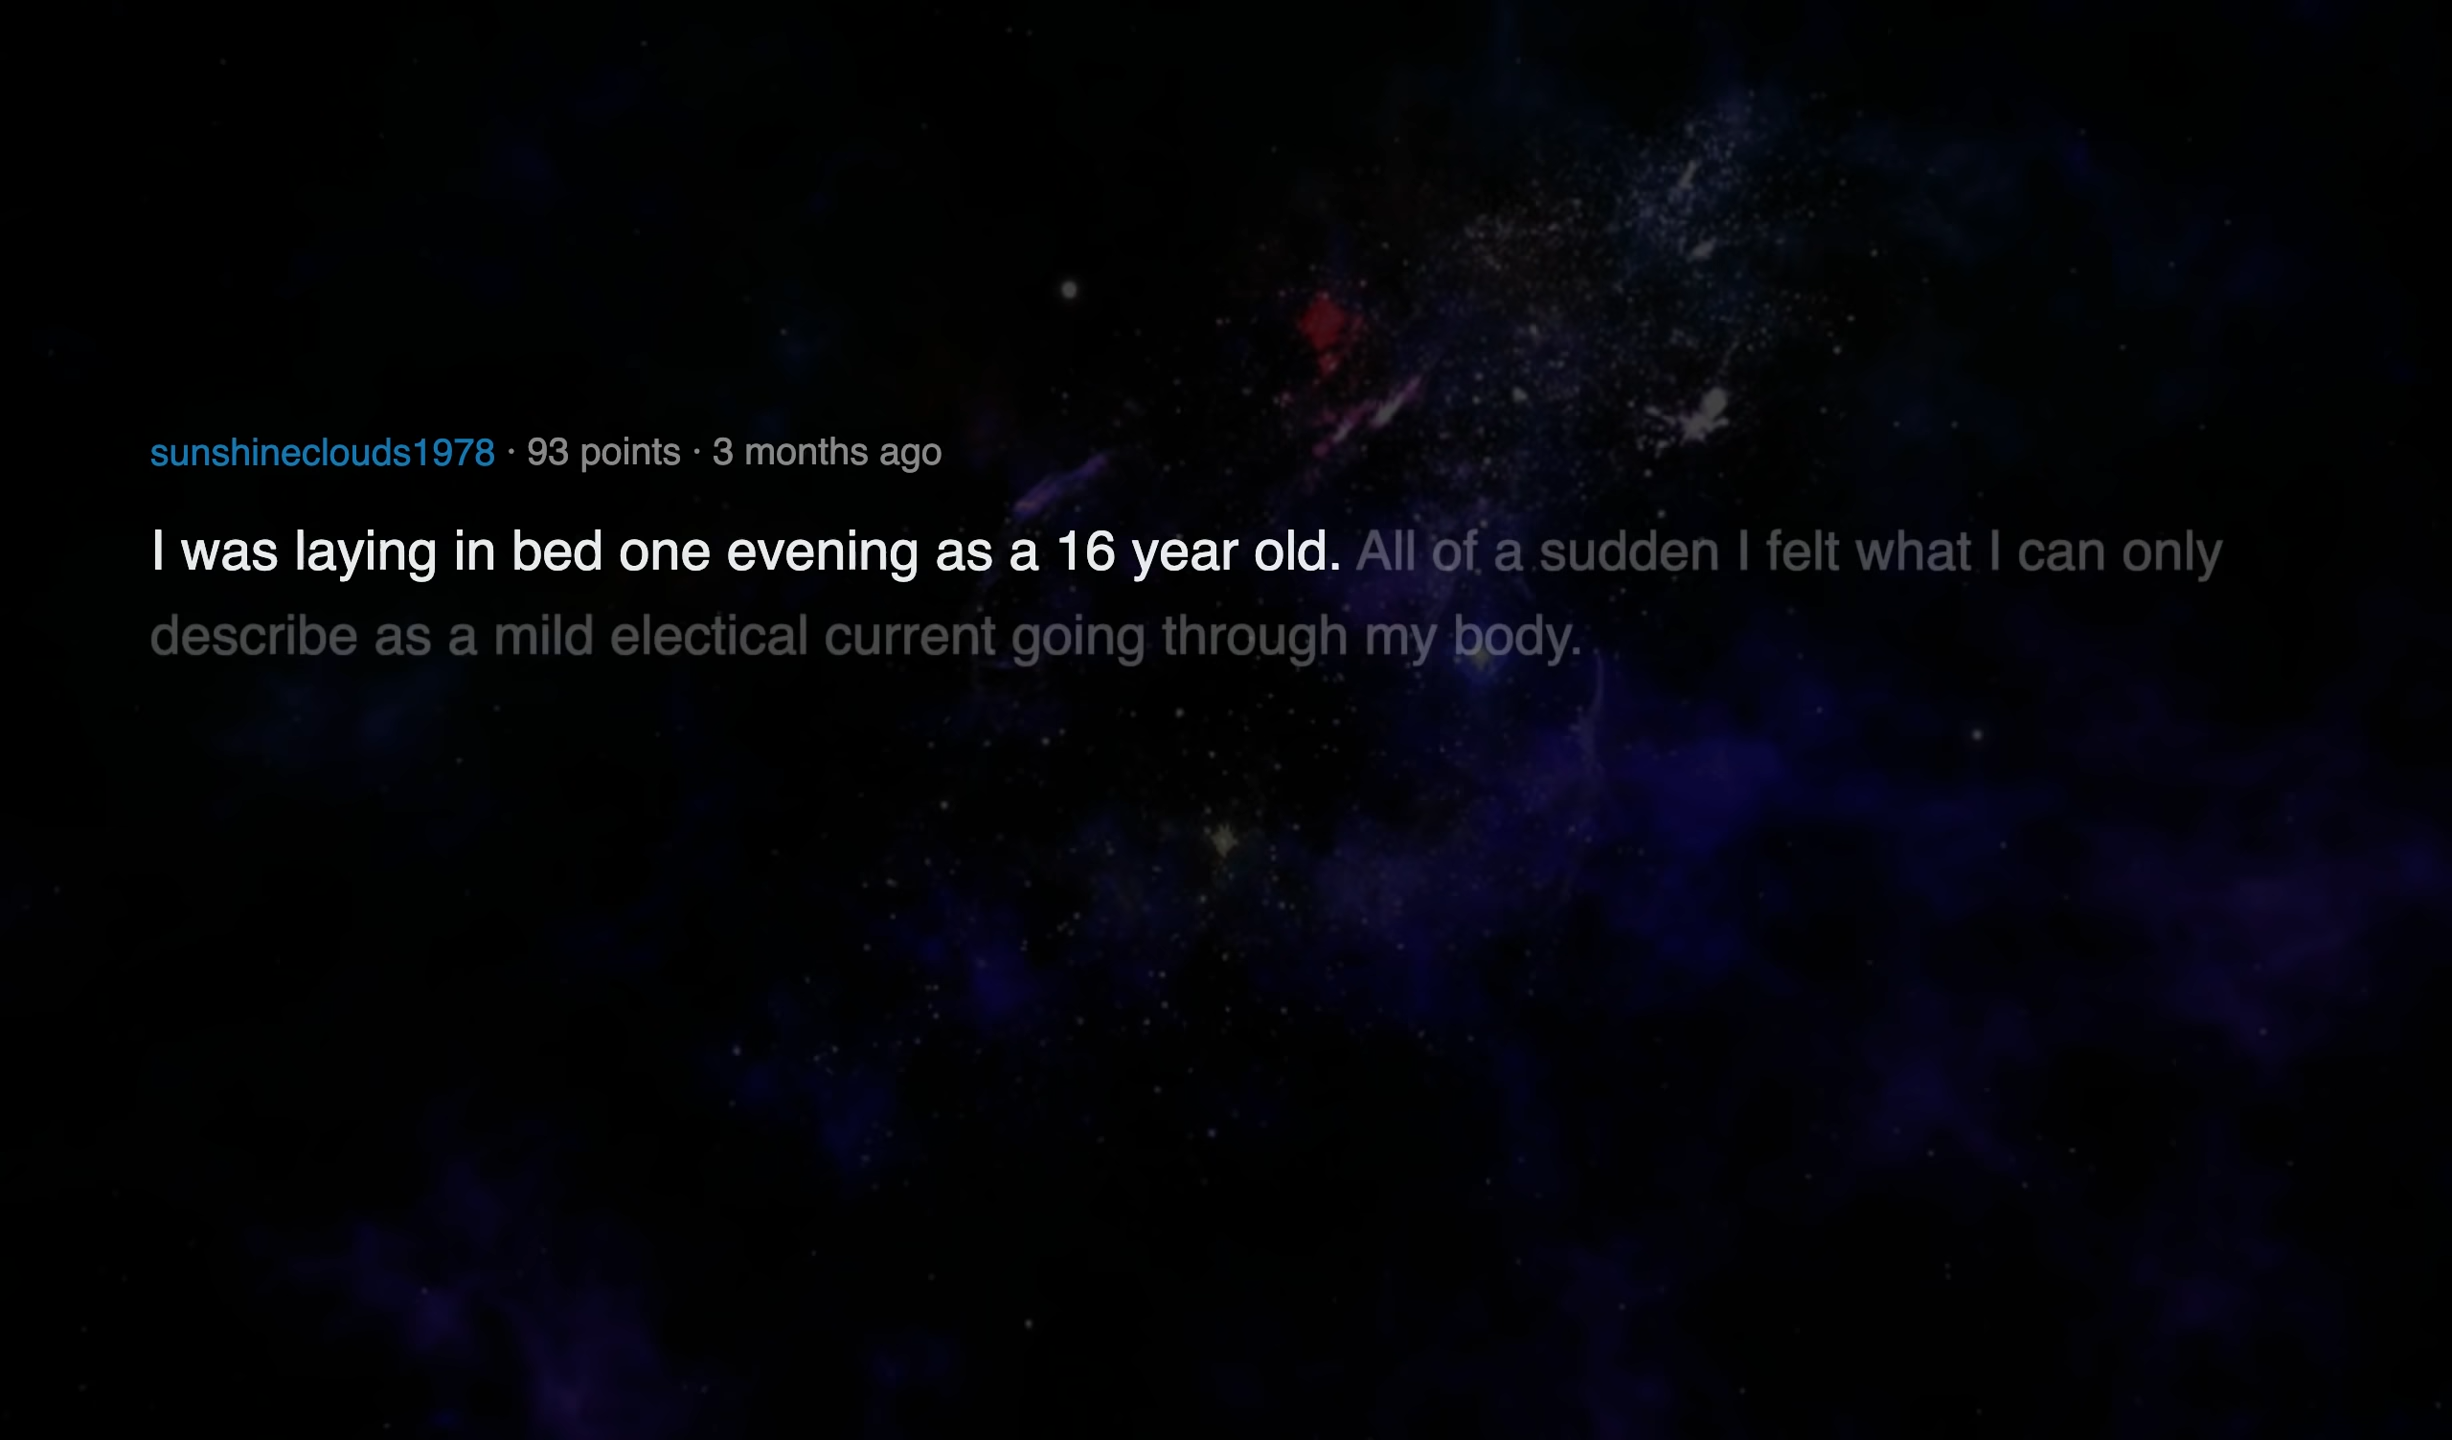 sunshineclouds1978 · 93 points · 3 months ago
I was laying in bed one evening as a 16 year old. All of a sudden I felt what I can only
describe as a mild electical current going through my body.